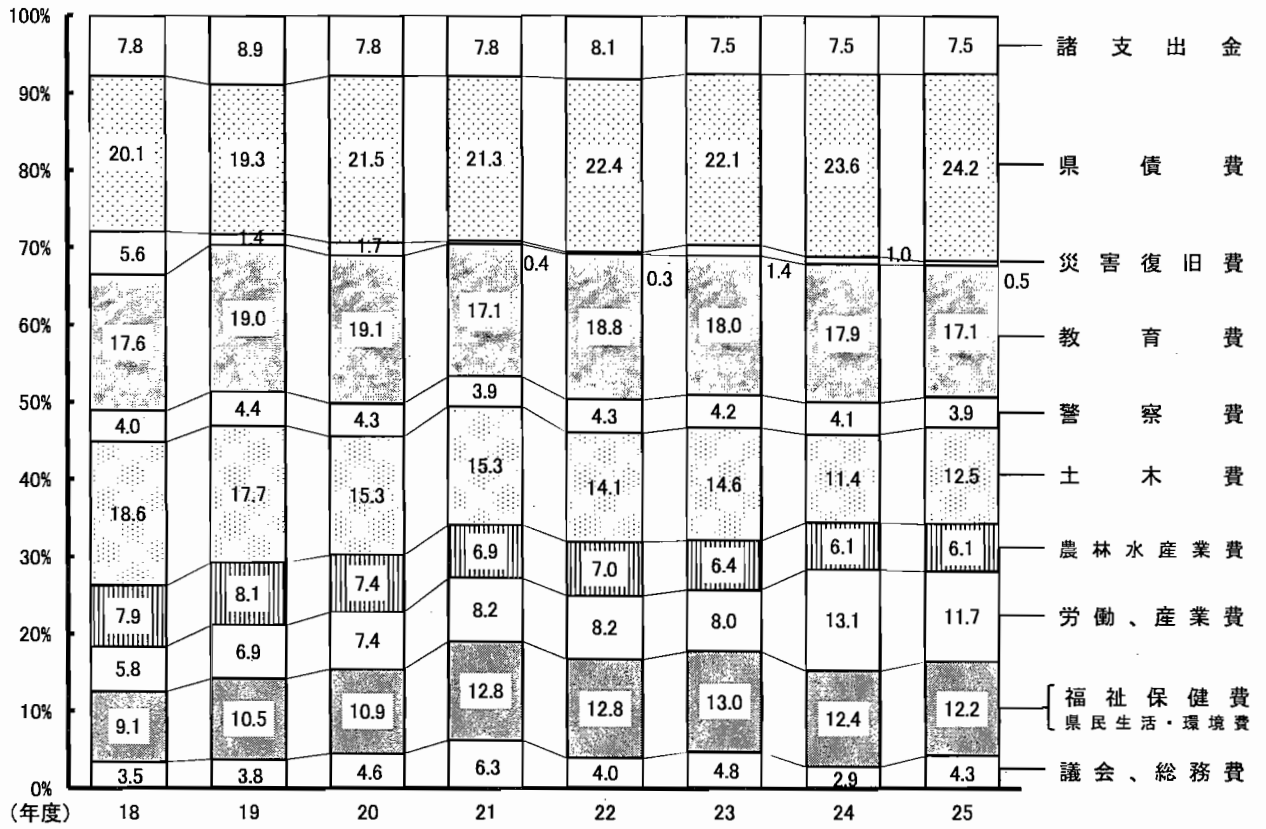 100%
7.8 8.9 7.8 7.8 8.1 7.5 7.5 7.5 諸支出金
90%
20.1 19.3 21.5 21.3 22.4 22.1 23.6 24.2 県債費
80%
70%
5.6 1.4 1.7 0.4 0.3 1.4 1.0 0.5 災害復旧費
60%
17.6 19.0 19.1 17.1 18.8 18.0 17.9 17.1 教育費
50%
4.0 4.4 4.3 3.9 4.3 4.2 4.1 3.9 警察費
40%
18.6 17.7 15.3 15.3 14.1 14.6 11.4 12.5 土木費
30%
7.9 8.1 7.4 6.9 7.0 6.4 6.1 6.1 農林水産業費
20%
5.8 6.9 7.4 8.2 8.2 8.0 13.1 11.7 労働、産業費
10%
9.1 10.5 10.9 12.8 12.8 13.0 12.4 12.2 福祉保健費
県民生活・環境費
3.5 3.8 4.6 6.3 4.0 4.8 2.9 4.3 議会、総務費
0%
(年度) 18 19 20 21 22 23 24 25